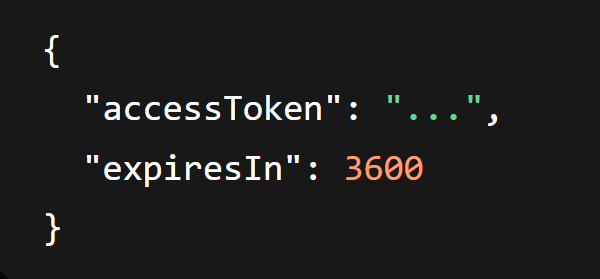 {
"accessToken": "...",
"expiresIn": 3600
}